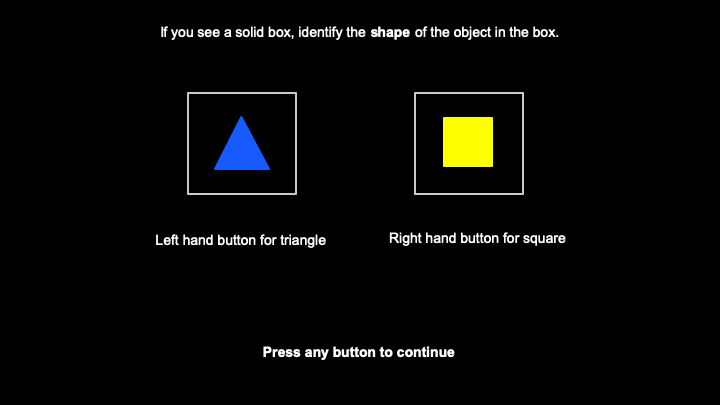 If you see a solid box, identify the shape of the object in the box.
Left hand button for triangle
Right hand button for square
Press any button to continue